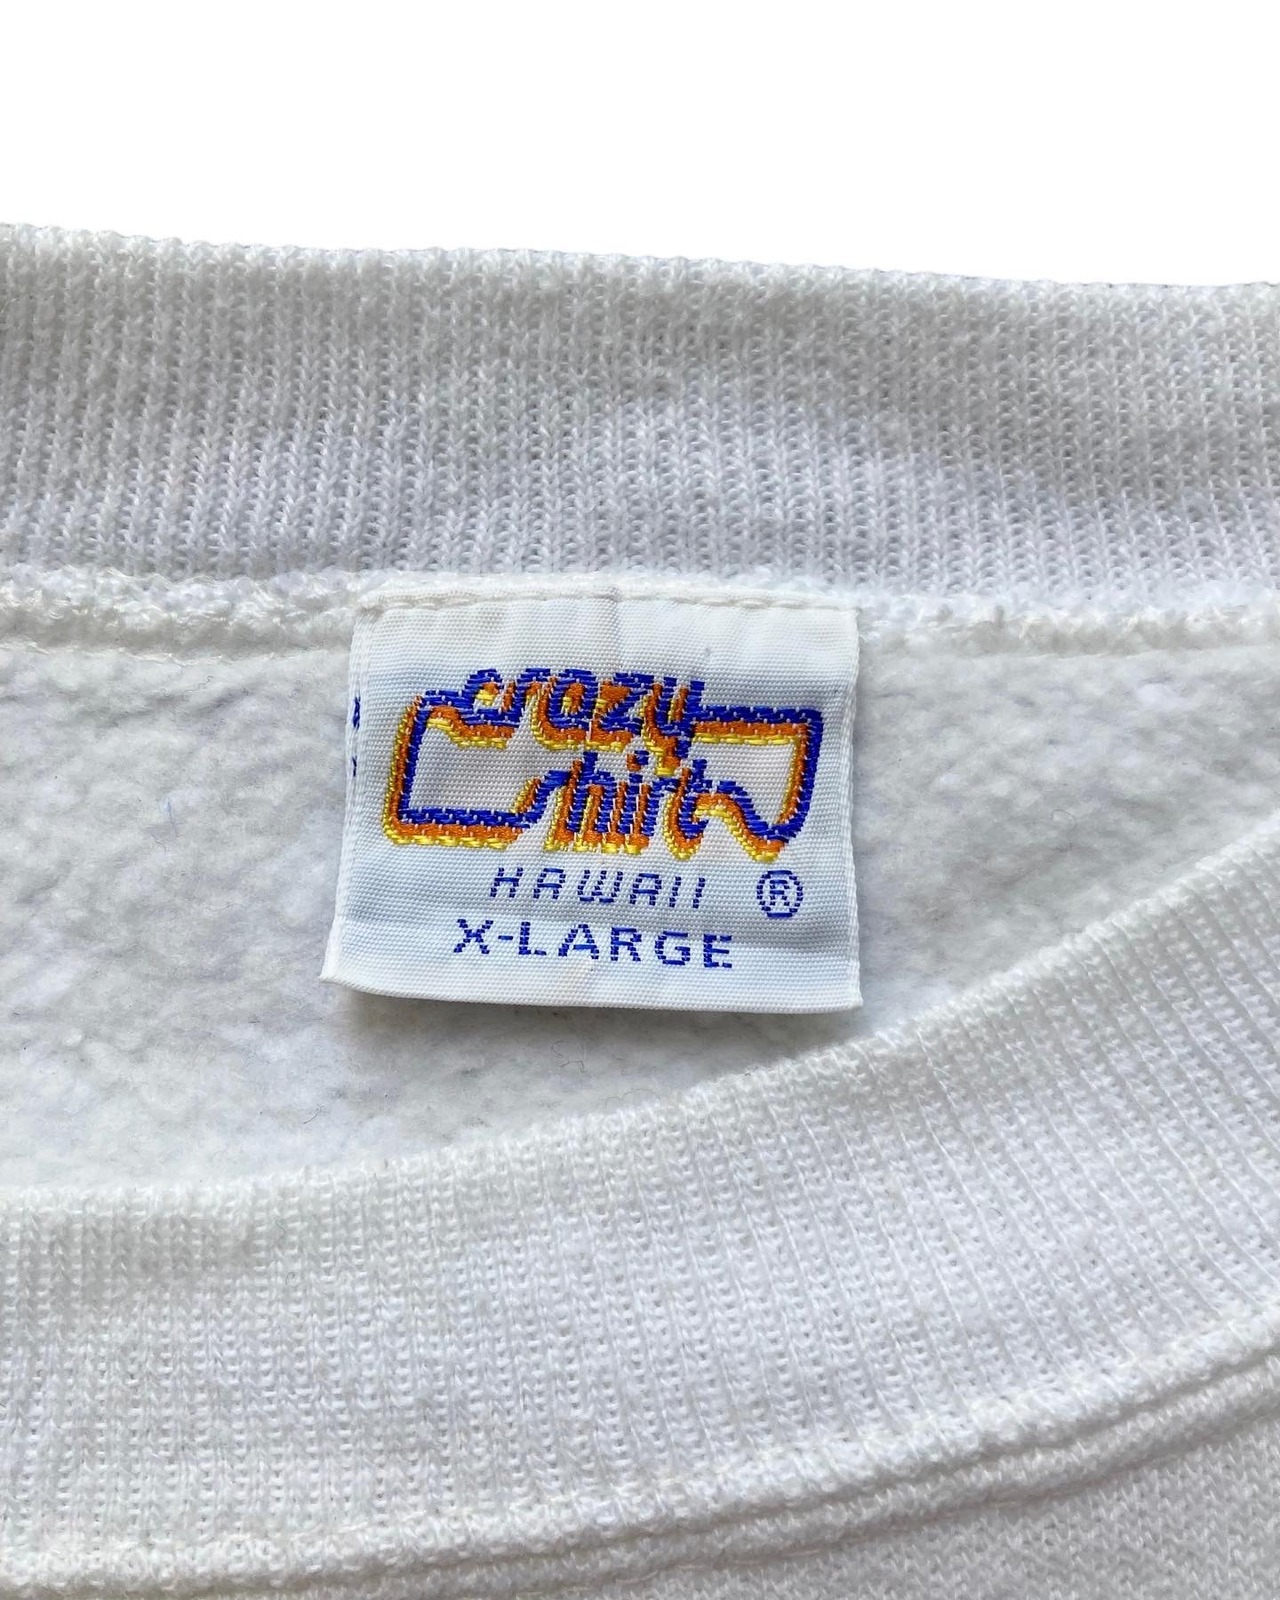 crazy
shirt
HAWAII ®
X-LARGE